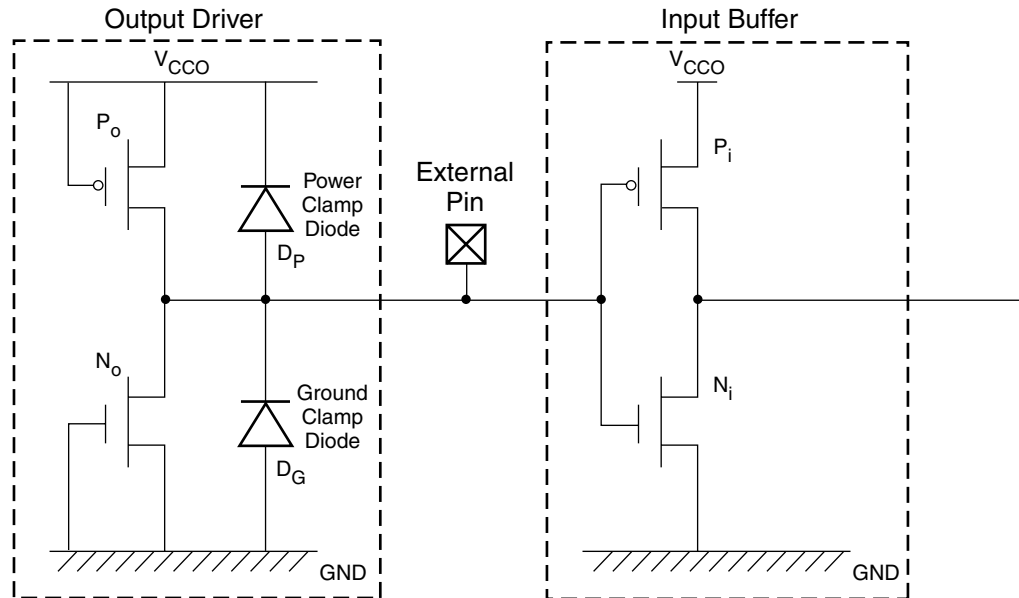 Output Driver
Input Buffer
VCCO
VCCO
Po
Pi
Power
Clamp
Diode
DP
External
Pin
No
Ni
Ground
Clamp
Diode
DG
GND
GND